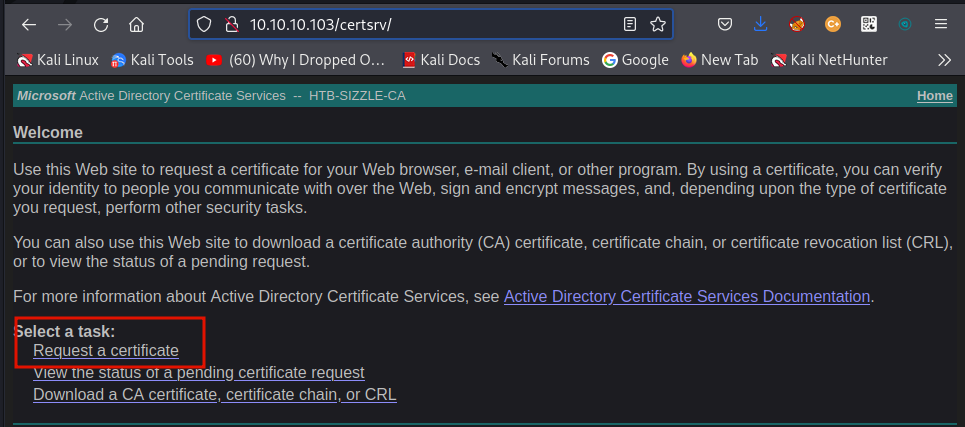 10.10.10.103/certsrv/
Kali Linux Kali Tools (60) Why I Dropped O… Kali Docs Kali Forums Google New Tab Kali NetHunter
Microsoft Active Directory Certificate Services -- HTB-SIZZLE-CA Home
Welcome
Use this Web site to request a certificate for your Web browser, e-mail client, or other program. By using a certificate, you can verify
your identity to people you communicate with over the Web, sign and encrypt messages, and, depending upon the type of certificate
you request, perform other security tasks.
You can also use this Web site to download a certificate authority (CA) certificate, certificate chain, or certificate revocation list (CRL),
or to view the status of a pending request.
For more information about Active Directory Certificate Services, see Active Directory Certificate Services Documentation.
Select a task:
Request a certificate
View the status of a pending certificate request
Download a CA certificate, certificate chain, or CRL